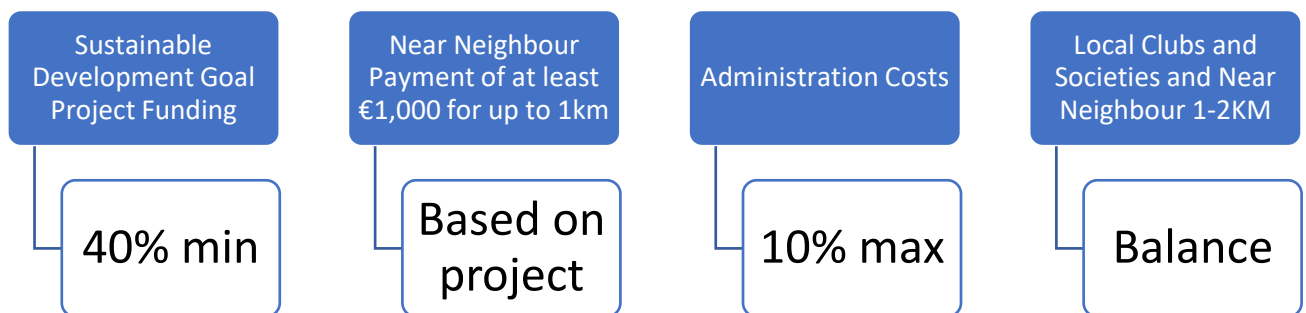 Sustainable
Development Goal
Project Funding
40% min
Near Neighbour
Payment of at least
€1,000 for up to 1km
Based on
project
Administration Costs
10% max
Local Clubs and
Societies and Near
Neighbour 1-2KM
Balance